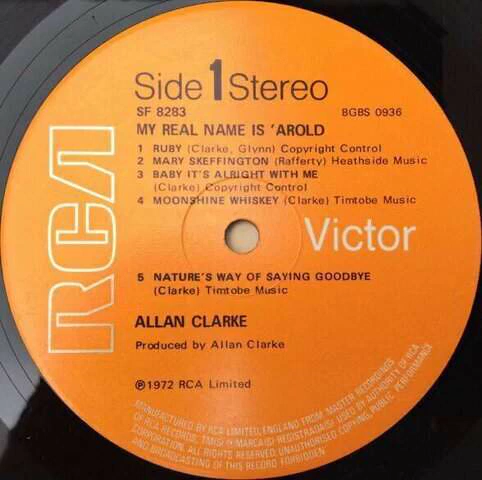 Side 1 Stereo
SF 8283
8GBS 0936
MY REAL NAME IS 'AROLD
1 RUBY (Clarke, Glynn) Copyright Control
2 MARY SKEFFINGTON (Rafferty) Heathside Music
3 BABY IT'S ALRIGHT WITH ME
(Clarke) Copyright Control
4 MOONSHINE WHISKEY (Clarke) Timtobe Music
RCA
Victor
5 NATURE'S WAY OF SAYING GOODBYE
(Clarke) Timtobe Music
ALLAN CLARKE
Produced by Allan Clarke
℗1972 RCA Limited
MANUFACTURED BY RCA LIMITED, ENGLAND FROM MASTER RECORDINGS
OF RCA RECORDS. TM(S) ® MARCA(S) REGISTRADA(S) USED BY AUTHORITY OF RCA
CORPORATION. ALL RIGHTS RESERVED. UNAUTHORISED COPYING, PUBLIC PERFORMANCE
AND BROADCASTING OF THIS RECORD FORBIDDEN